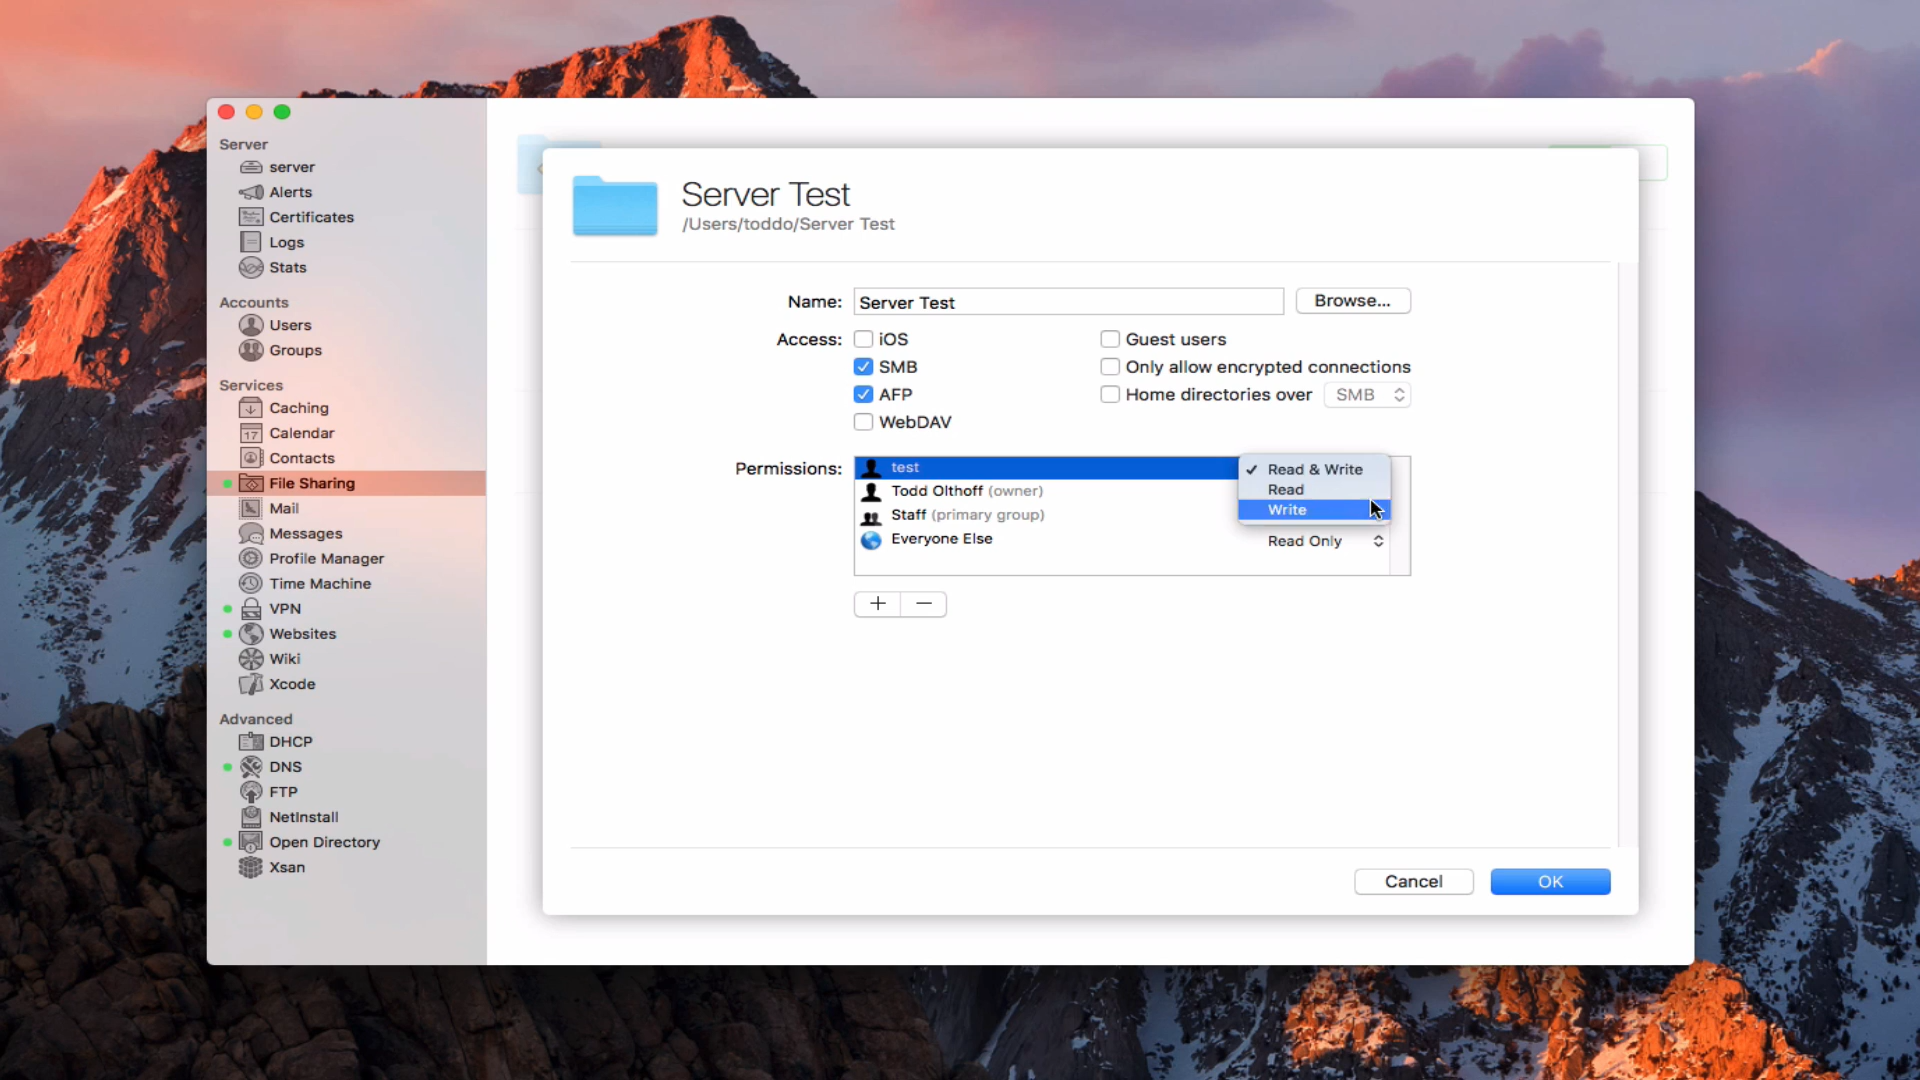 Server
server
Alerts
Certificates
Logs
Stats
Accounts
Users
Groups
Services
Caching
17 Calendar
Contacts
File Sharing
Mail
Messages
Profile Manager
Time Machine
VPN
Websites
Wiki
Xcode
Advanced
DHCP
DNS
FTP
NetInstall
Open Directory
Xsan
Server Test
/Users/toddo/Server Test
Name: Server Test Browse...
Access: iOS Guest users
SMB Only allow encrypted connections
AFP Home directories over SMB
WebDAV
Permissions: test ✓ Read & Write
Read
Todd Olthoff (owner)
Write
Staff (primary group)
Everyone Else Read Only
+ −
Cancel OK